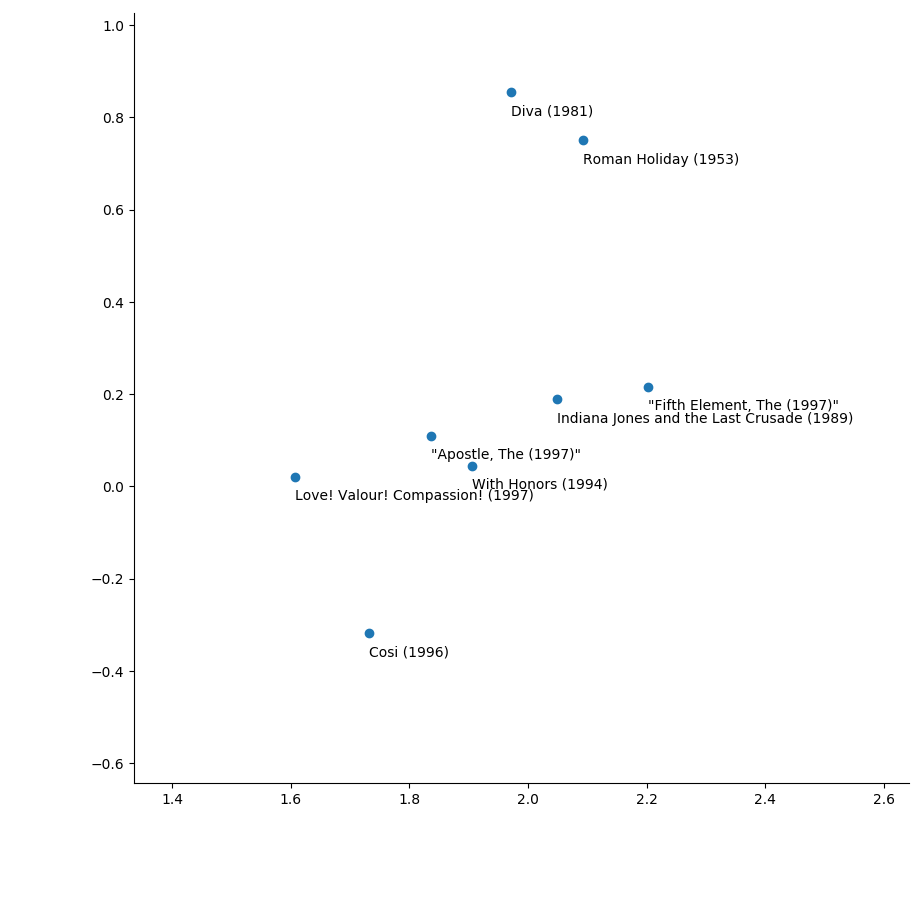 1.0
Diva (1981)
0.8
Roman Holiday (1953)
0.6
0.4
0.2
"Fifth Element, The (1997)"
Indiana Jones and the Last Crusade (1989)
"Apostle, The (1997)"
With Honors (1994)
0.0
Love! Valour! Compassion! (1997)
−0.2
Cosi (1996)
−0.4
−0.6
1.4 1.6 1.8 2.0 2.2 2.4 2.6